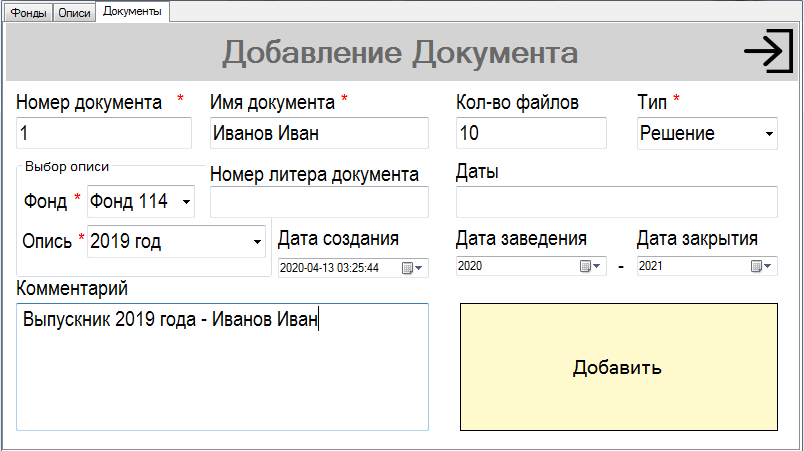 Фонды Описи Документы
Добавление Документа
Номер документа * Имя документа * Кол-во файлов Тип *
1 Иванов Иван 10 Решение
Выбор описи Номер литера документа Даты
Фонд * Фонд 114
Опись * 2019 год Дата создания Дата заведения Дата закрытия
2020-04-13 03:25:44 2020 - 2021
Комментарий
Выпускник 2019 года - Иванов Иван
Добавить